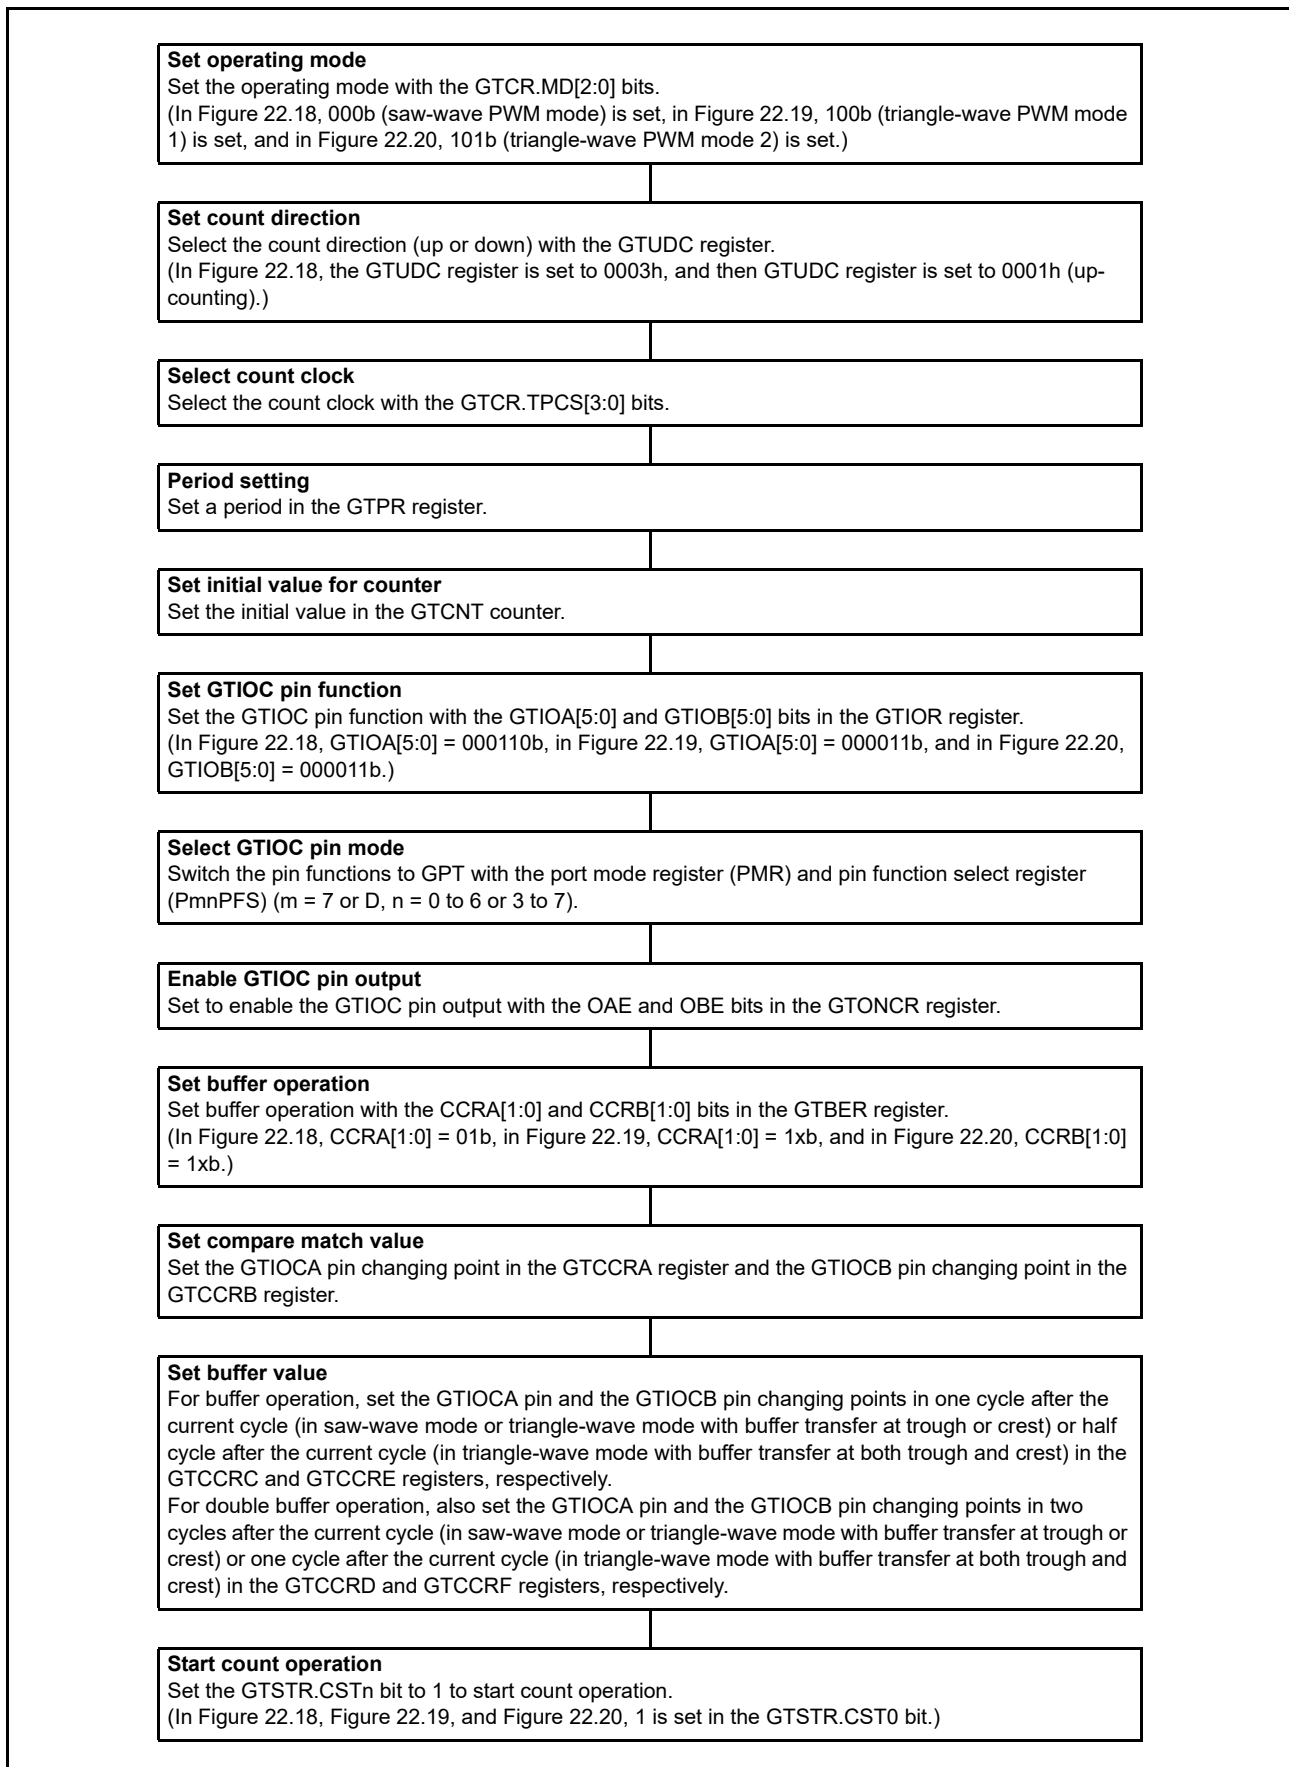 Set operating mode
Set the operating mode with the GTCR.MD[2:0] bits.
(In Figure 22.18, 000b (saw-wave PWM mode) is set, in Figure 22.19, 100b (triangle-wave PWM mode
1) is set, and in Figure 22.20, 101b (triangle-wave PWM mode 2) is set.)
Set count direction
Select the count direction (up or down) with the GTUDC register.
(In Figure 22.18, the GTUDC register is set to 0003h, and then GTUDC register is set to 0001h (up-
counting).)
Select count clock
Select the count clock with the GTCR.TPCS[3:0] bits.
Period setting
Set a period in the GTPR register.
Set initial value for counter
Set the initial value in the GTCNT counter.
Set GTIOC pin function
Set the GTIOC pin function with the GTIOA[5:0] and GTIOB[5:0] bits in the GTIOR register.
(In Figure 22.18, GTIOA[5:0] = 000110b, in Figure 22.19, GTIOA[5:0] = 000011b, and in Figure 22.20,
GTIOB[5:0] = 000011b.)
Select GTIOC pin mode
Switch the pin functions to GPT with the port mode register (PMR) and pin function select register
(PmnPFS) (m = 7 or D, n = 0 to 6 or 3 to 7).
Enable GTIOC pin output
Set to enable the GTIOC pin output with the OAE and OBE bits in the GTONCR register.
Set buffer operation
Set buffer operation with the CCRA[1:0] and CCRB[1:0] bits in the GTBER register.
(In Figure 22.18, CCRA[1:0] = 01b, in Figure 22.19, CCRA[1:0] = 1xb, and in Figure 22.20, CCRB[1:0]
= 1xb.)
Set compare match value
Set the GTIOCA pin changing point in the GTCCRA register and the GTIOCB pin changing point in the
GTCCRB register.
Set buffer value
For buffer operation, set the GTIOCA pin and the GTIOCB pin changing points in one cycle after the
current cycle (in saw-wave mode or triangle-wave mode with buffer transfer at trough or crest) or half
cycle after the current cycle (in triangle-wave mode with buffer transfer at both trough and crest) in the
GTCCRC and GTCCRE registers, respectively.
For double buffer operation, also set the GTIOCA pin and the GTIOCB pin changing points in two
cycles after the current cycle (in saw-wave mode or triangle-wave mode with buffer transfer at trough or
crest) or one cycle after the current cycle (in triangle-wave mode with buffer transfer at both trough and
crest) in the GTCCRD and GTCCRF registers, respectively.
Start count operation
Set the GTSTR.CSTn bit to 1 to start count operation.
(In Figure 22.18, Figure 22.19, and Figure 22.20, 1 is set in the GTSTR.CST0 bit.)